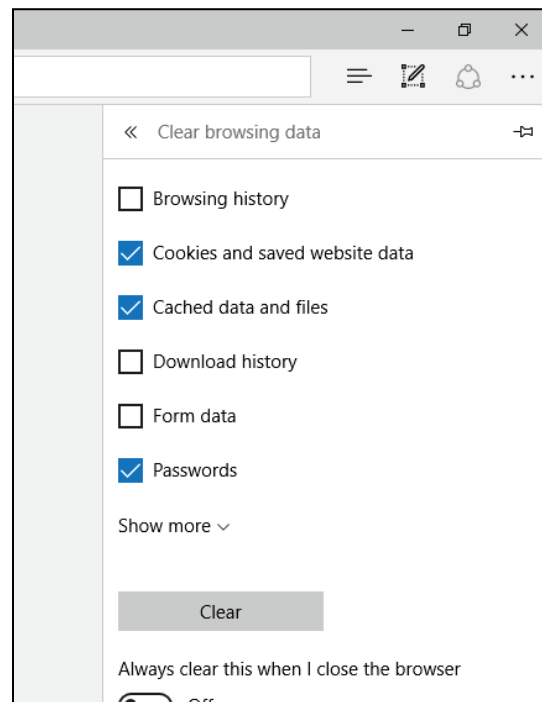 Clear browsing data
Browsing history
Cookies and saved website data
Cached data and files
Download history
Form data
Passwords
Show more
Clear
Always clear this when I close the browser
Off